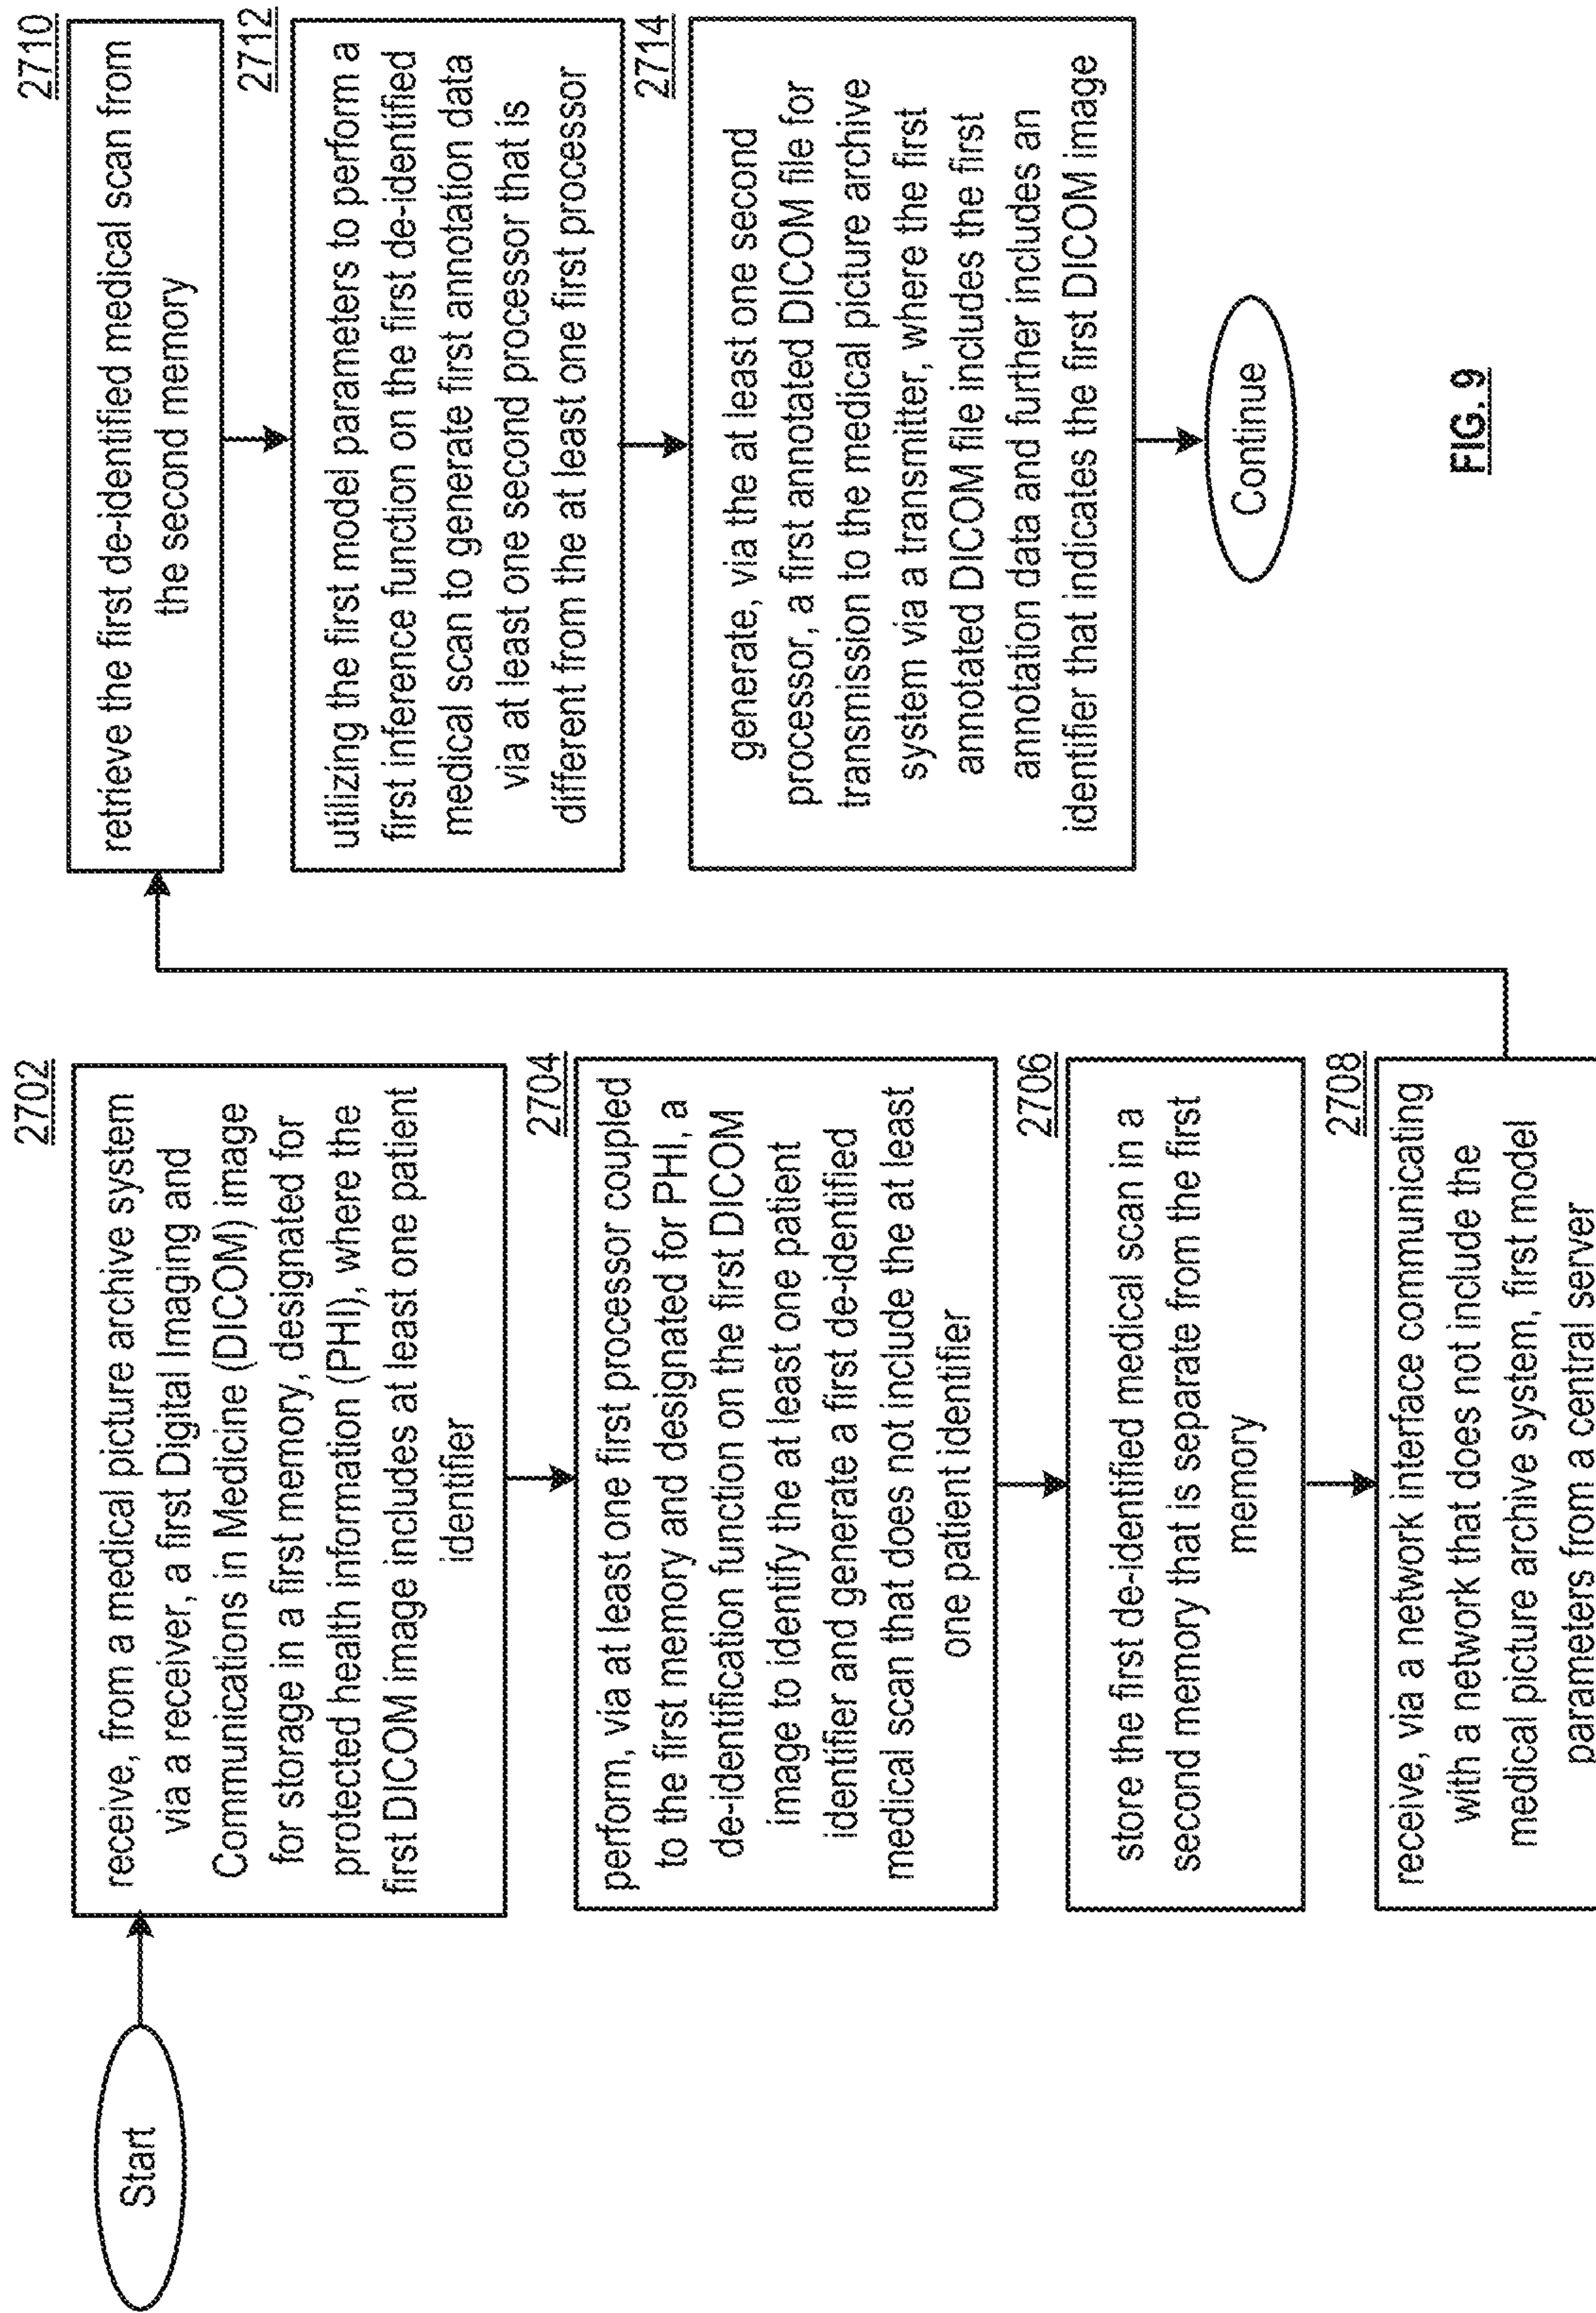 Start
2702
receive, from a medical picture archive system
via a receiver, a first Digital Imaging and
Communications in Medicine (DICOM) image
for storage in a first memory, designated for
protected health information (PHI), where the
first DICOM image includes at least one patient
identifier
2704
perform, via at least one first processor coupled
to the first memory and designated for PHI, a
de-identification function on the first DICOM
image to identify the at least one patient
identifier and generate a first de-identified
medical scan that does not include the at least
one patient identifier
2706
store the first de-identified medical scan in a
second memory that is separate from the first
memory
2708
receive, via a network interface communicating
with a network that does not include the
medical picture archive system, first model
parameters from a central server
2710
retrieve the first de-identified medical scan from
the second memory
2712
utilizing the first model parameters to perform a
first inference function on the first de-identified
medical scan to generate first annotation data
via at least one second processor that is
different from the at least one first processor
2714
generate, via the at least one second
processor, a first annotated DICOM file for
transmission to the medical picture archive
system via a transmitter, where the first
annotated DICOM file includes the first
annotation data and further includes an
identifier that indicates the first DICOM image
Continue
FIG. 9